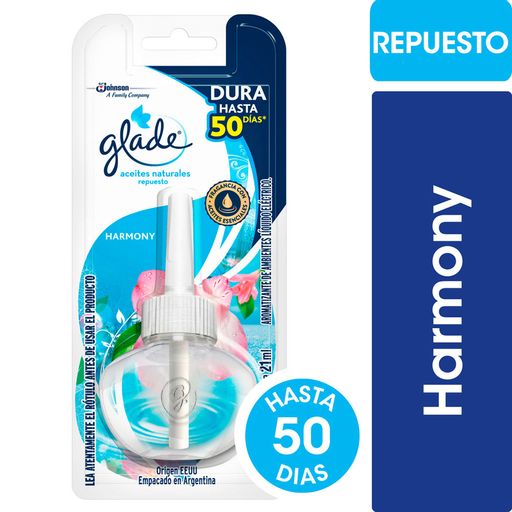 REPUESTO
Harmony
SC Johnson
A Family Company
DURA
HASTA
50 DÍAS*
glade
aceites naturales
repuesto
FRAGANCIA CON
ACEITES ESENCIALES
HARMONY
LEA ATENTAMENTE EL RÓTULO ANTES DE USAR EL PRODUCTO
AROMATIZANTE DE AMBIENTES LÍQUIDO ELÉCTRICO.
21ml
g
Origen EEUU
Empacado en Argentina
HASTA
50
DIAS